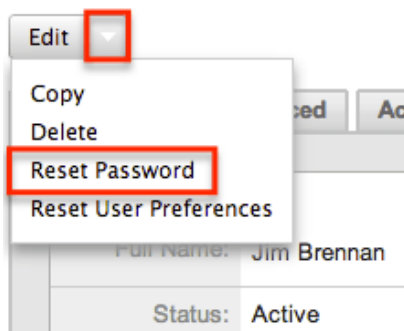 Edit
Copy
Delete
Reset Password
Reset User Preferences
Full Name: Jim Brennan
Status: Active